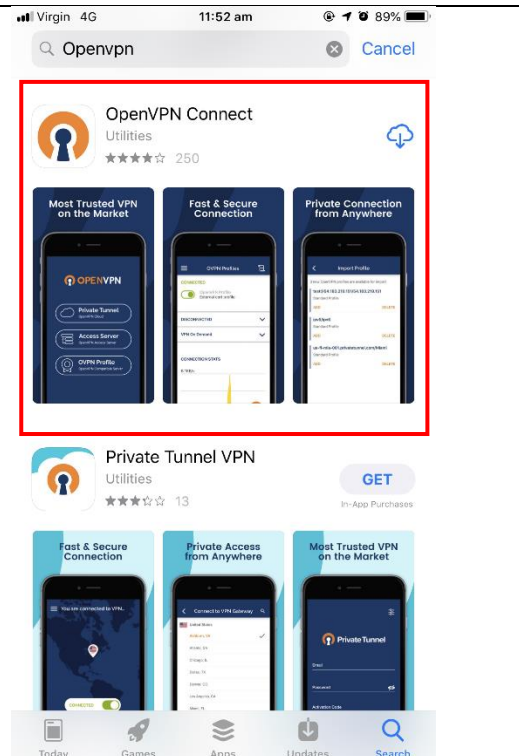 Virgin 4G 11:52 am 89%
Openvpn Cancel
OpenVPN Connect
Utilities
250
Most Trusted VPN
on the Market
Fast & Secure
Connection
Private Connection
from Anywhere
OPENVPN
Private Tunnel
Access Server
OVPN Profile
OVPN Profiles
CONNECTED
DISCONNECTED
VPN On Demand
CONNECTION STATS
Import Profile
Private Tunnel VPN
Utilities
13
GET
In-App Purchases
Fast & Secure
Connection
Private Access
from Anywhere
Most Trusted VPN
on the Market
You are connected to VPN..
CONNECTED
Connect to VPN Gateway
United States
Private Tunnel
Email
Password
Activation Code
Today Games Apps Updates Search